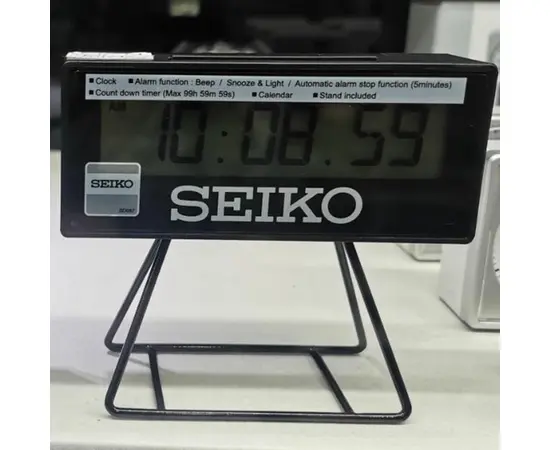 ■Clock ■Alarm function : Beep / Snooze & Light / Automatic alarm stop function (5minutes)
■Count down timer (Max 99h 59m 59s) ■Calendar ■Stand included
AM
10:08.59
SEIKO
SEIKO